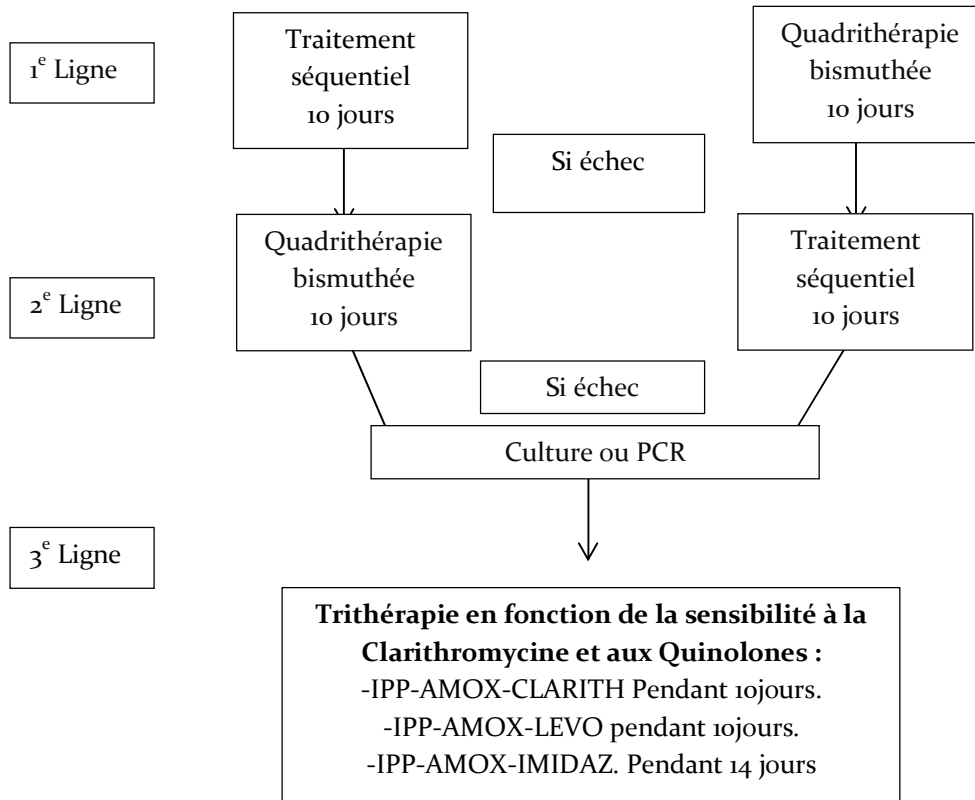 1e Ligne
Traitement
séquentiel
10 jours
Quadrithérapie
bismuthée
10 jours
Si échec
2e Ligne
Quadrithérapie
bismuthée
10 jours
Traitement
séquentiel
10 jours
Si échec
Culture ou PCR
3e Ligne
Trithérapie en fonction de la sensibilité à la
Clarithromycine et aux Quinolones :
-IPP-AMOX-CLARITH Pendant 10jours.
-IPP-AMOX-LEVO pendant 10jours.
-IPP-AMOX-IMIDAZ. Pendant 14 jours